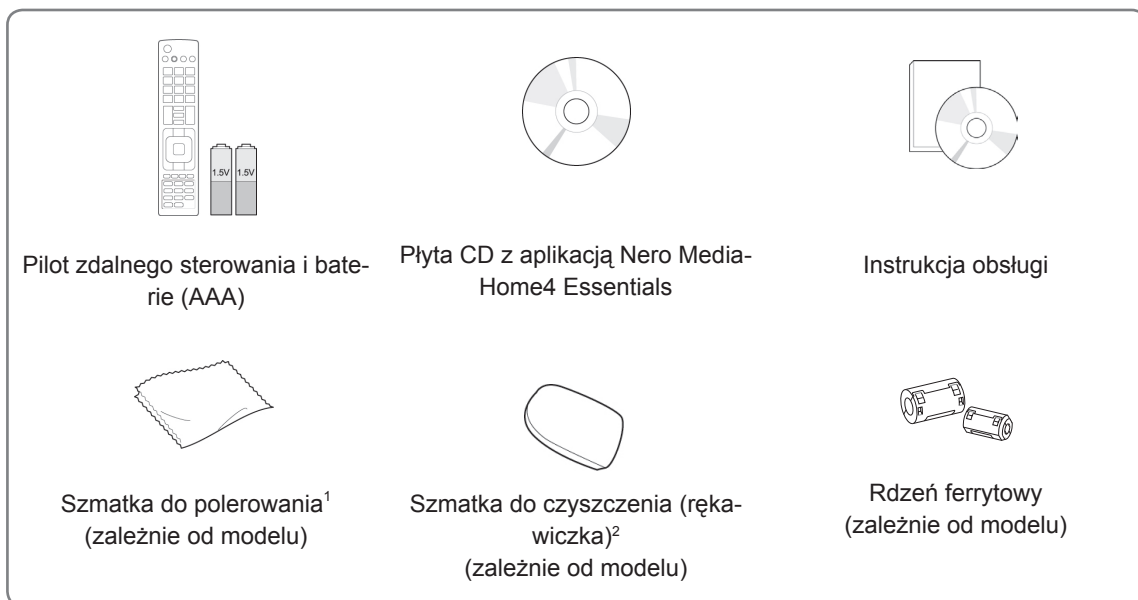 1.5V 1.5V
Pilot zdalnego sterowania i bate-
rie (AAA)
Płyta CD z aplikacją Nero Media-
Home4 Essentials
Instrukcja obsługi
Szmatka do polerowania¹
(zależnie od modelu)
Szmatka do czyszczenia (ręka-
wiczka)²
(zależnie od modelu)
Rdzeń ferrytowy
(zależnie od modelu)